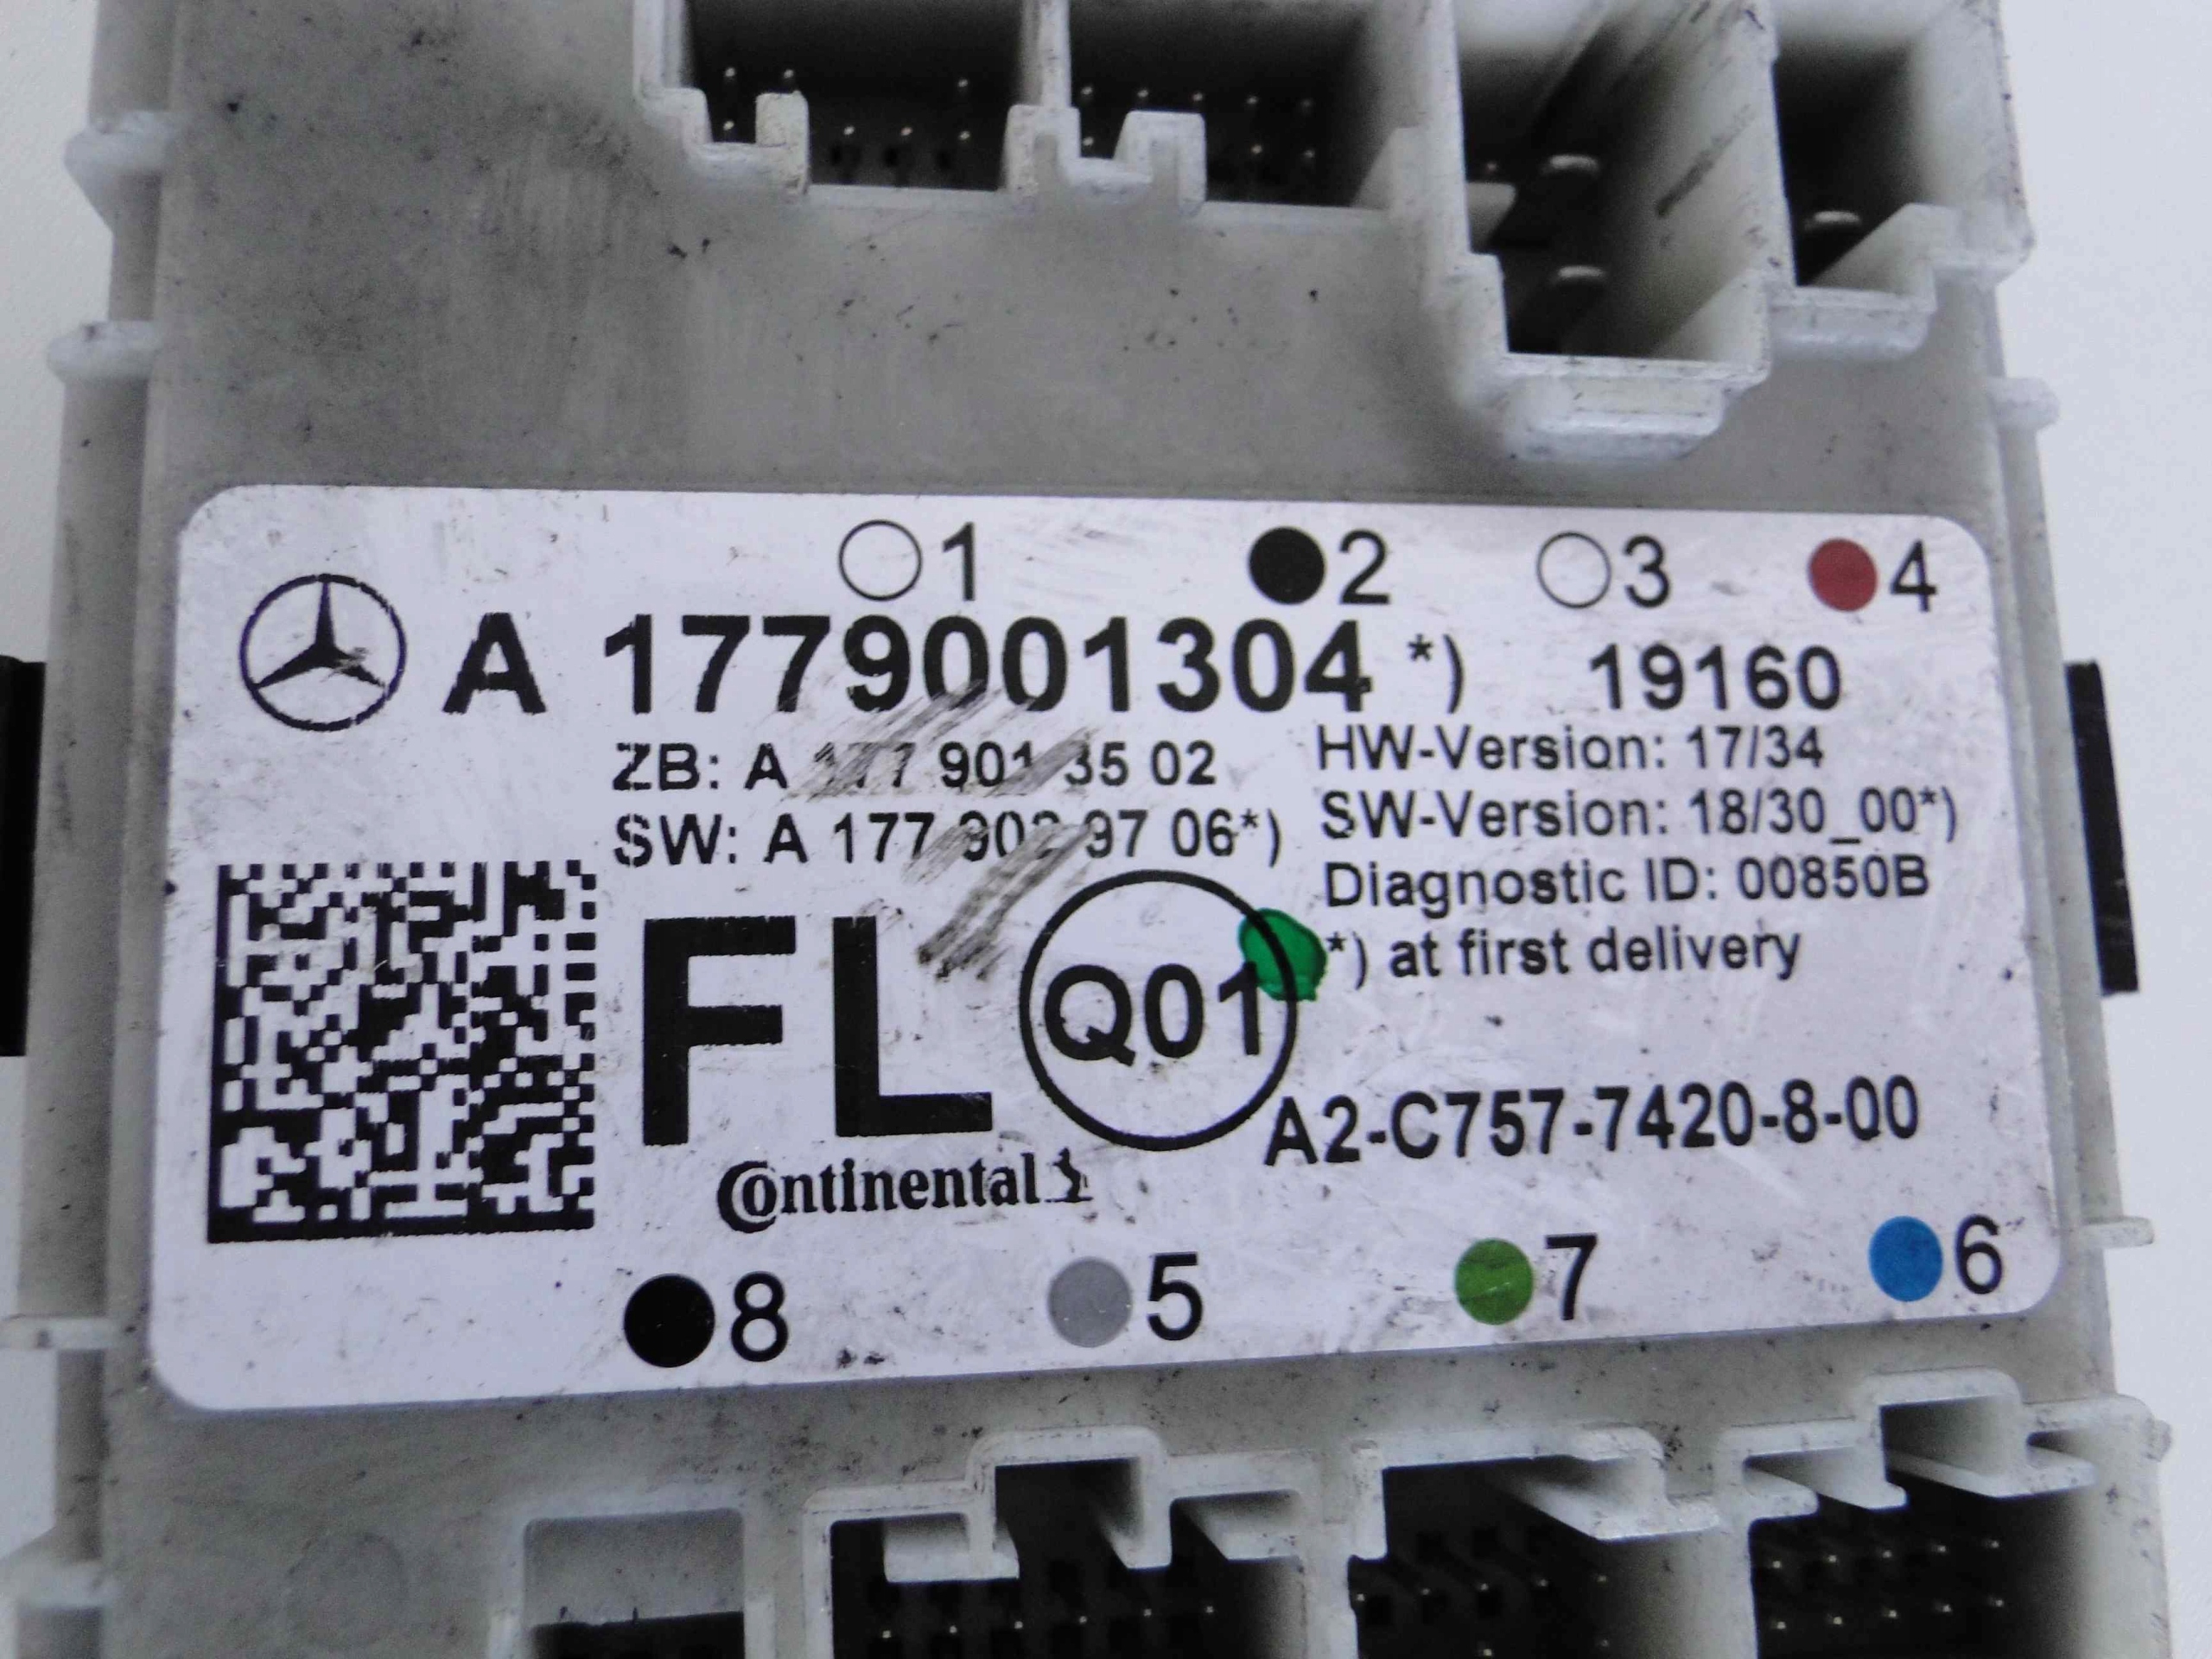 1 2 3 4
A 1779001304 *) 19160
ZB: A 177 901 35 02 HW-Version: 17/34
SW: A 177 902 97 06*) SW-Version: 18/30_00*)
Diagnostic ID: 00850B
*) at first delivery
FL Q01
A2-C757-7420-8-00
Continental
8 5 7 6